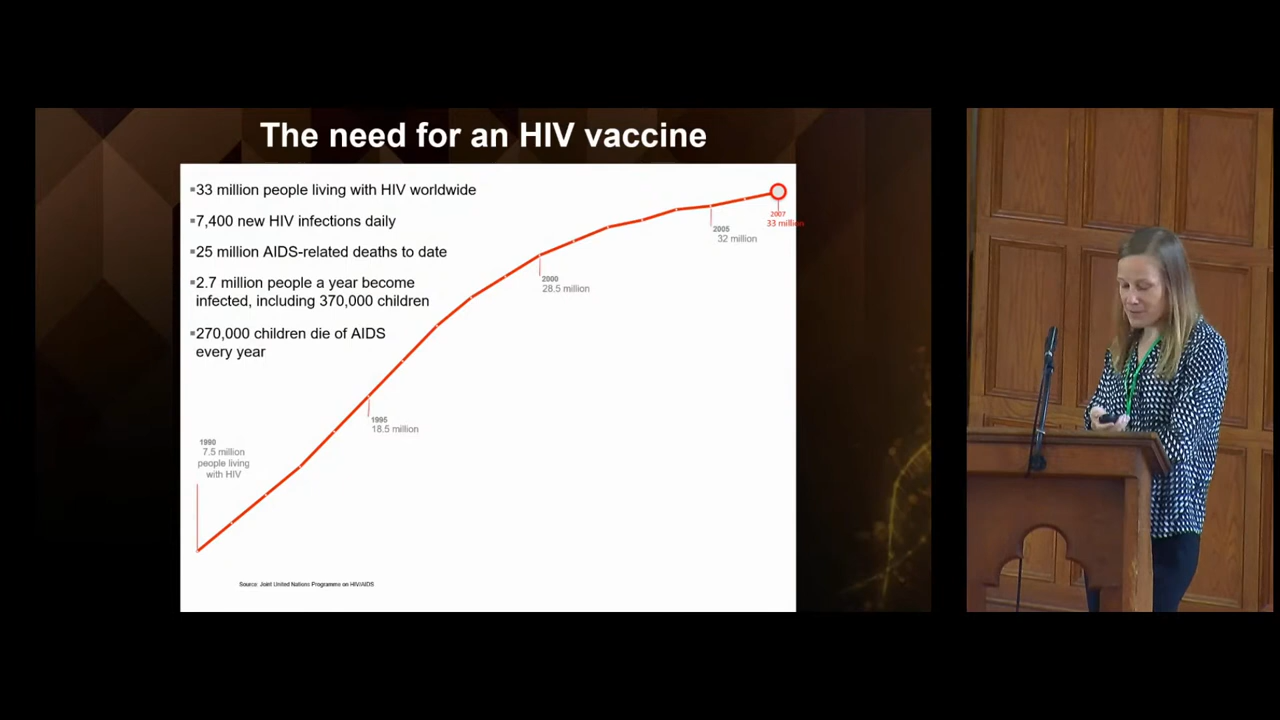 The need for an HIV vaccine
▪33 million people living with HIV worldwide
▪7,400 new HIV infections daily
▪25 million AIDS-related deaths to date
▪2.7 million people a year become
infected, including 370,000 children
▪270,000 children die of AIDS
every year
1990
7.5 million
people living
with HIV
1995
18.5 million
2000
28.5 million
2005
32 million
2007
33 million
Source: Joint United Nations Programme on HIV/AIDS